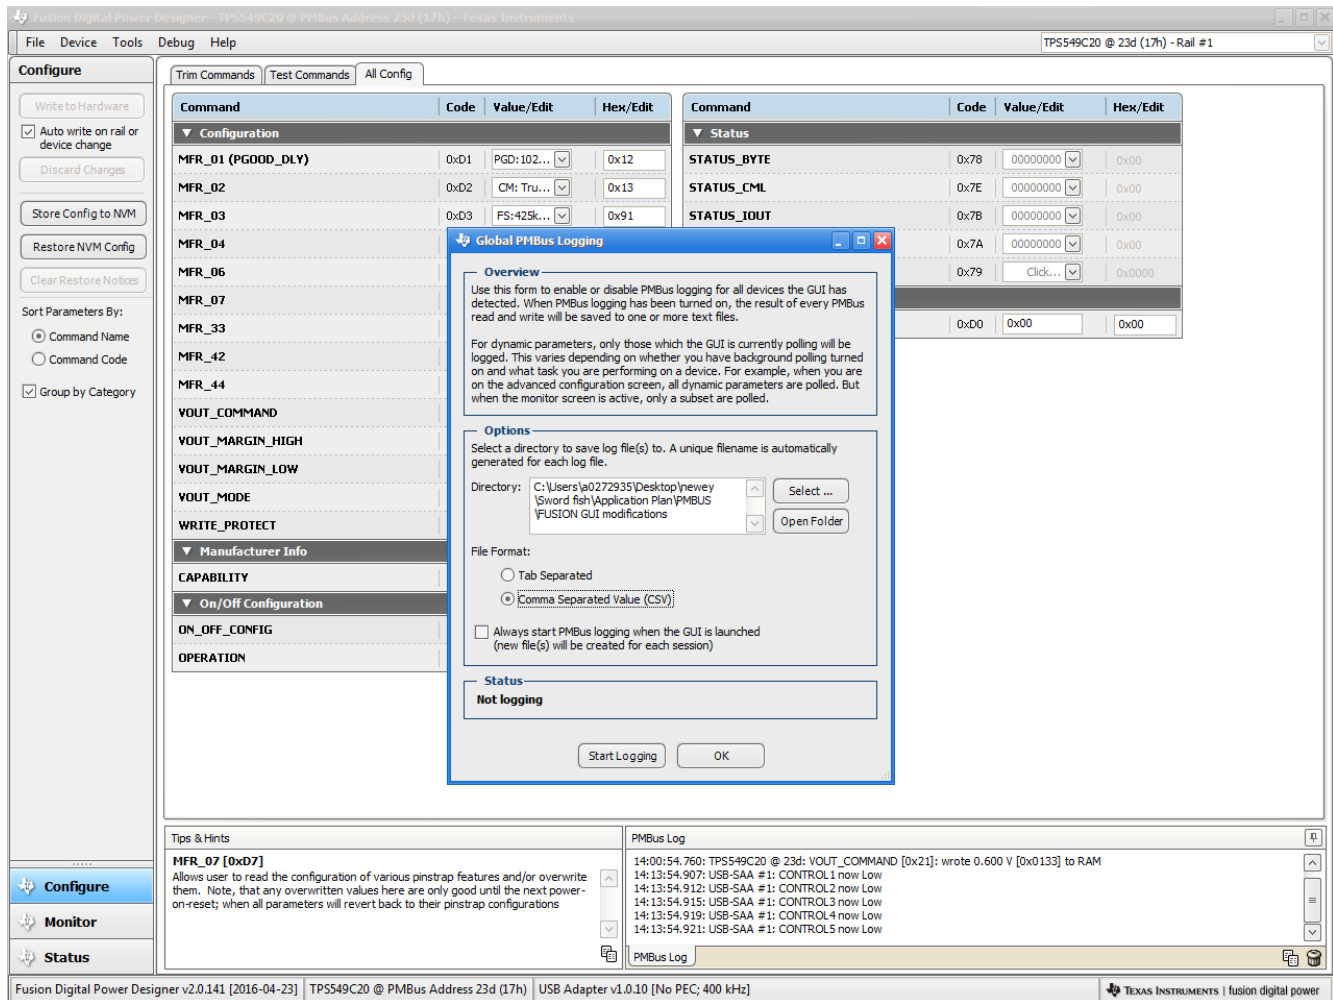 Fusion Digital Power Designer - TPS549C20 @ PMBus Address 23d (17h) - Texas Instruments
File Device Tools Debug Help
TPS549C20 @ 23d (17h) - Rail #1
Configure
Write to Hardware
Auto write on rail or
device change
Discard Changes
Store Config to NVM
Restore NVM Config
Clear Restore Notices
Sort Parameters By:
Command Name
Command Code
Group by Category
Configure
Monitor
Status
Trim Commands Test Commands All Config
Command Code Value/Edit Hex/Edit
Configuration
MFR_01 (PGOOD_DLY) 0xD1 PGD:102... 0x12
MFR_02 0xD2 CM: Tru... 0x13
MFR_03 0xD3 FS:425k... 0x91
MFR_04
MFR_06
MFR_07
MFR_33
MFR_42
MFR_44
VOUT_COMMAND
VOUT_MARGIN_HIGH
VOUT_MARGIN_LOW
VOUT_MODE
WRITE_PROTECT
Manufacturer Info
CAPABILITY
On/Off Configuration
ON_OFF_CONFIG
OPERATION
Command Code Value/Edit Hex/Edit
Status
STATUS_BYTE 0x78 00000000 0x00
STATUS_CML 0x7E 00000000 0x00
STATUS_IOUT 0x7B 00000000 0x00
0x7A 00000000 0x00
0x79 Click... 0x0000
0xD0 0x00 0x00
Global PMBus Logging
Overview
Use this form to enable or disable PMBus logging for all devices the GUI has
detected. When PMBus logging has been turned on, the result of every PMBus
read and write will be saved to one or more text files.
For dynamic parameters, only those which the GUI is currently polling will be
logged. This varies depending on whether you have background polling turned
on and what task you are performing on a device. For example, when you are
on the advanced configuration screen, all dynamic parameters are polled. But
when the monitor screen is active, only a subset are polled.
Options
Select a directory to save log file(s) to. A unique filename is automatically
generated for each log file.
Directory: C:\Users\a0272935\Desktop\newey
\Sword fish\Application Plan\PMBUS
\FUSION GUI modifications
Select ...
Open Folder
File Format:
Tab Separated
Comma Separated Value (CSV)
Always start PMBus logging when the GUI is launched
(new file(s) will be created for each session)
Status
Not logging
Start Logging OK
Tips & Hints
MFR_07 [0xD7]
Allows user to read the configuration of various pinstrap features and/or overwrite
them. Note, that any overwritten values here are only good until the next power-
on-reset; when all parameters will revert back to their pinstrap configurations
PMBus Log
14:00:54.760: TPS549C20 @ 23d: VOUT_COMMAND [0x21]: wrote 0.600 V [0x0133] to RAM
14:13:54.907: USB-SAA #1: CONTROL1 now Low
14:13:54.912: USB-SAA #1: CONTROL2 now Low
14:13:54.915: USB-SAA #1: CONTROL3 now Low
14:13:54.919: USB-SAA #1: CONTROL4 now Low
14:13:54.921: USB-SAA #1: CONTROL5 now Low
PMBus Log
Fusion Digital Power Designer v2.0.141 [2016-04-23] TPS549C20 @ PMBus Address 23d (17h) USB Adapter v1.0.10 [No PEC; 400 kHz]
TEXAS INSTRUMENTS | fusion digital power